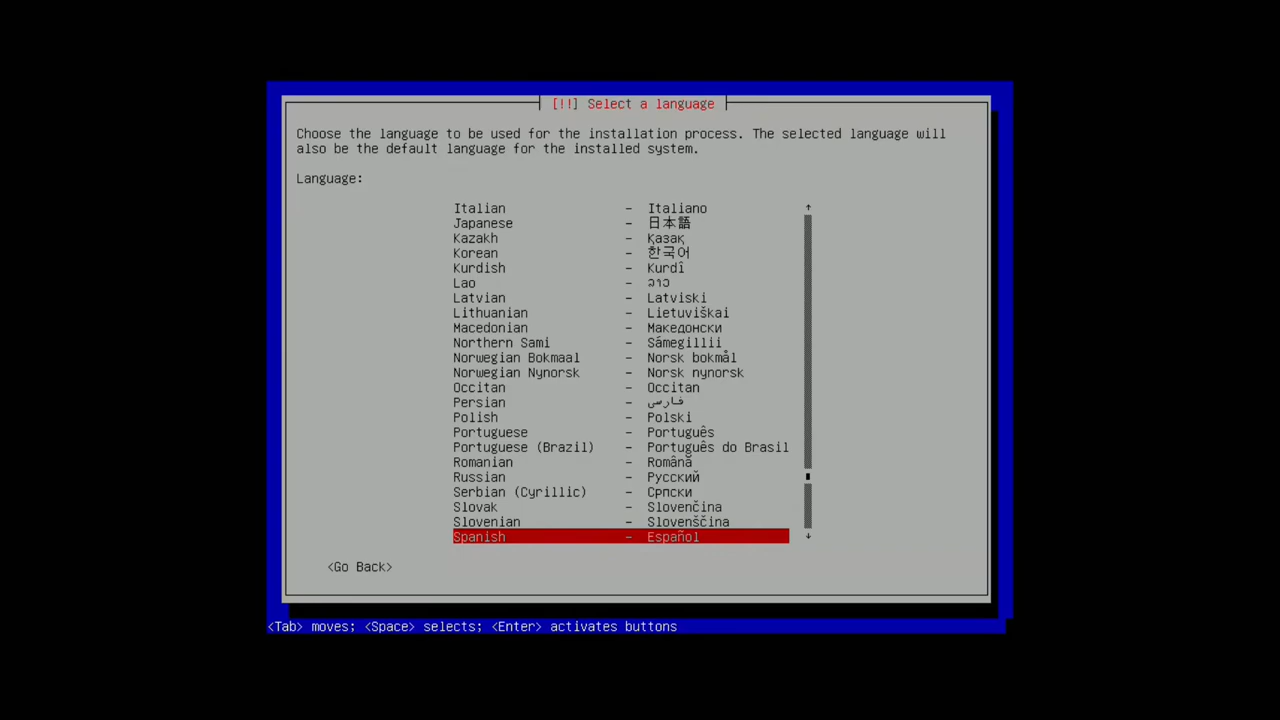 [!!] Select a language
Choose the language to be used for the installation process. The selected language will
also be the default language for the installed system.
Language:
Italian - Italiano
Japanese - 日本語
Kazakh - Қазақ
Korean - 한국어
Kurdish - Kurdî
Lao - ລາວ
Latvian - Latviski
Lithuanian - Lietuviškai
Macedonian - Македонски
Northern Sami - Sámegillii
Norwegian Bokmaal - Norsk bokmål
Norwegian Nynorsk - Norsk nynorsk
Occitan - Occitan
Persian - فارسی
Polish - Polski
Portuguese - Português
Portuguese (Brazil) - Português do Brasil
Romanian - Română
Russian - Русский
Serbian (Cyrillic) - Српски
Slovak - Slovenčina
Slovenian - Slovenščina
Spanish - Español
<Go Back>
<Tab> moves; <Space> selects; <Enter> activates buttons